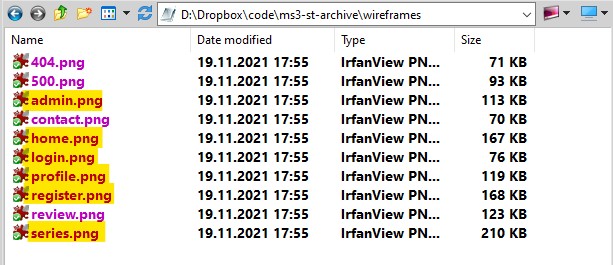 D:\Dropbox\code\ms3-st-archive\wireframes
Name Date modified Type Size
404.png 19.11.2021 17:55 IrfanView PN... 71 KB
500.png 19.11.2021 17:55 IrfanView PN... 93 KB
admin.png 19.11.2021 17:55 IrfanView PN... 113 KB
contact.png 19.11.2021 17:55 IrfanView PN... 70 KB
home.png 19.11.2021 17:55 IrfanView PN... 167 KB
login.png 19.11.2021 17:55 IrfanView PN... 76 KB
profile.png 19.11.2021 17:55 IrfanView PN... 119 KB
register.png 19.11.2021 17:55 IrfanView PN... 168 KB
review.png 19.11.2021 17:55 IrfanView PN... 123 KB
series.png 19.11.2021 17:55 IrfanView PN... 210 KB